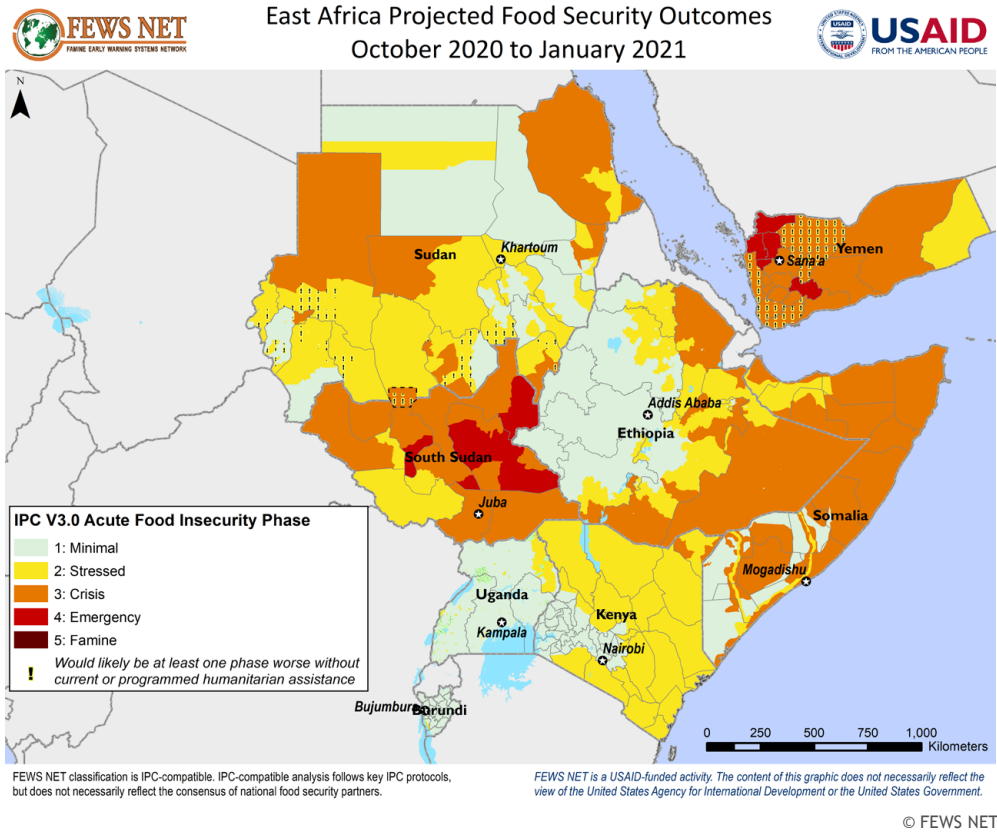 FEWS NET
FAMINE EARLY WARNING SYSTEMS NETWORK
East Africa Projected Food Security Outcomes
October 2020 to January 2021
USAID
FROM THE AMERICAN PEOPLE
N
Khartoum
Sudan
Yemen
Sana'a
Addis Ababa
Ethiopia
South Sudan
Juba
Somalia
Mogadishu
Uganda
Kampala
Kenya
Nairobi
Bujumbura
Burundi
IPC V3.0 Acute Food Insecurity Phase
1: Minimal
2: Stressed
3: Crisis
4: Emergency
5: Famine
! Would likely be at least one phase worse without
current or programmed humanitarian assistance
0 250 500 750 1,000
Kilometers
FEWS NET classification is IPC-compatible. IPC-compatible analysis follows key IPC protocols,
but does not necessarily reflect the consensus of national food security partners.
FEWS NET is a USAID-funded activity. The content of this graphic does not necessarily reflect the
view of the United States Agency for International Development or the United States Government.
© FEWS NET